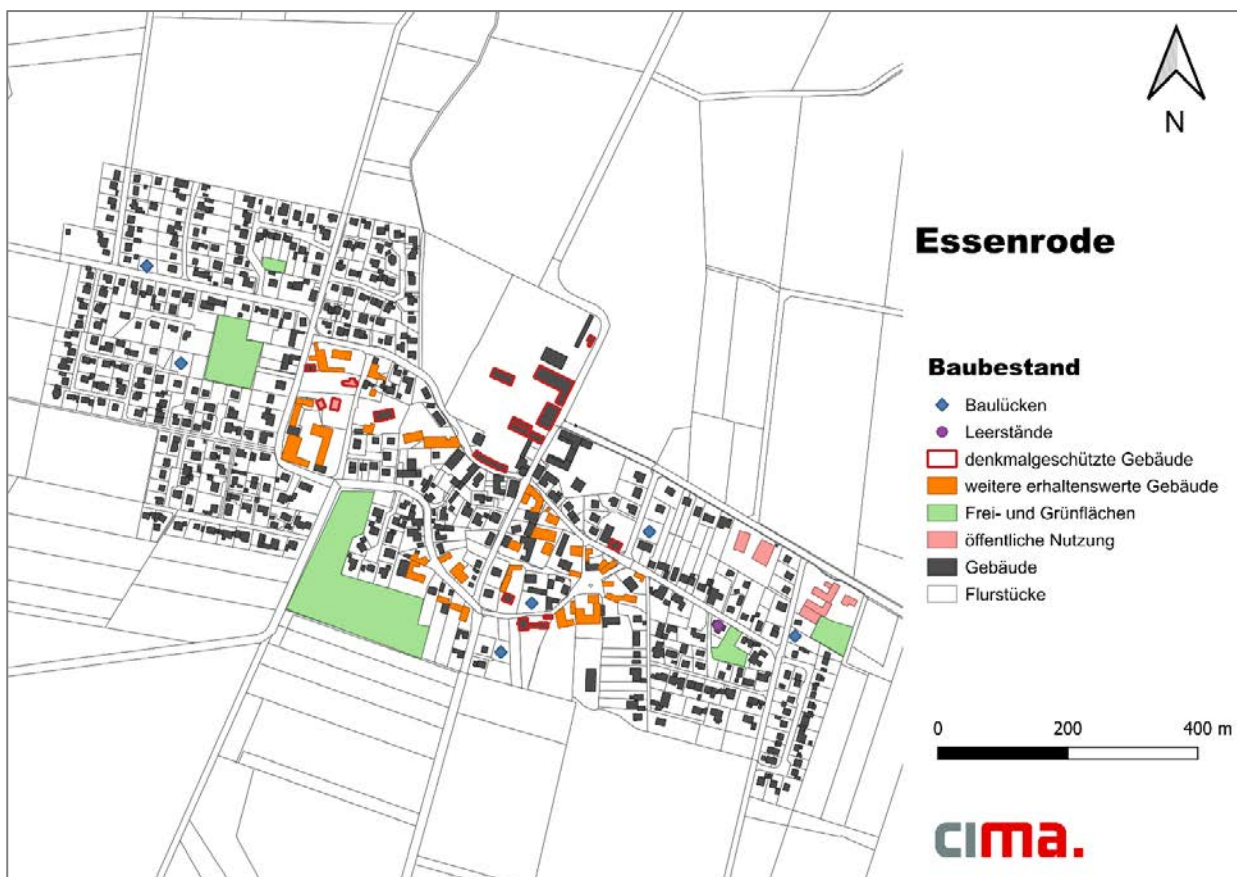 N
Essenrode
Baubestand
Baulücken
Leerstände
denkmalgeschützte Gebäude
weitere erhaltenswerte Gebäude
Frei- und Grünflächen
öffentliche Nutzung
Gebäude
Flurstücke
0 200 400 m
cima.